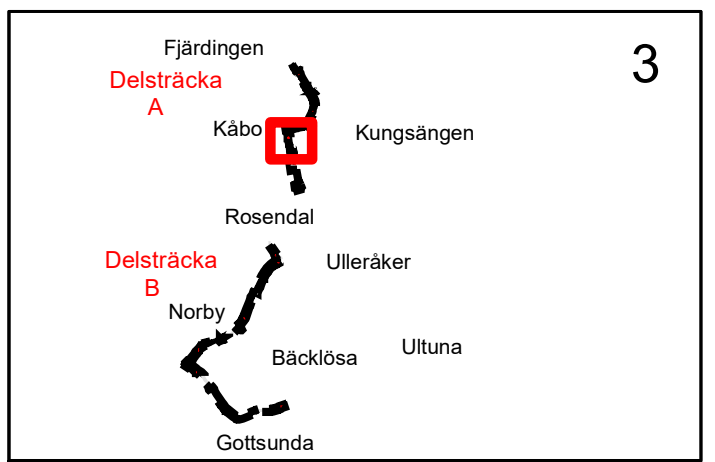 Fjärdingen
3
Delsträcka
A
Kåbo
Kungsängen
Rosendal
Delsträcka
B
Ulleråker
Norby
Ultuna
Bäcklösa
Gottsunda